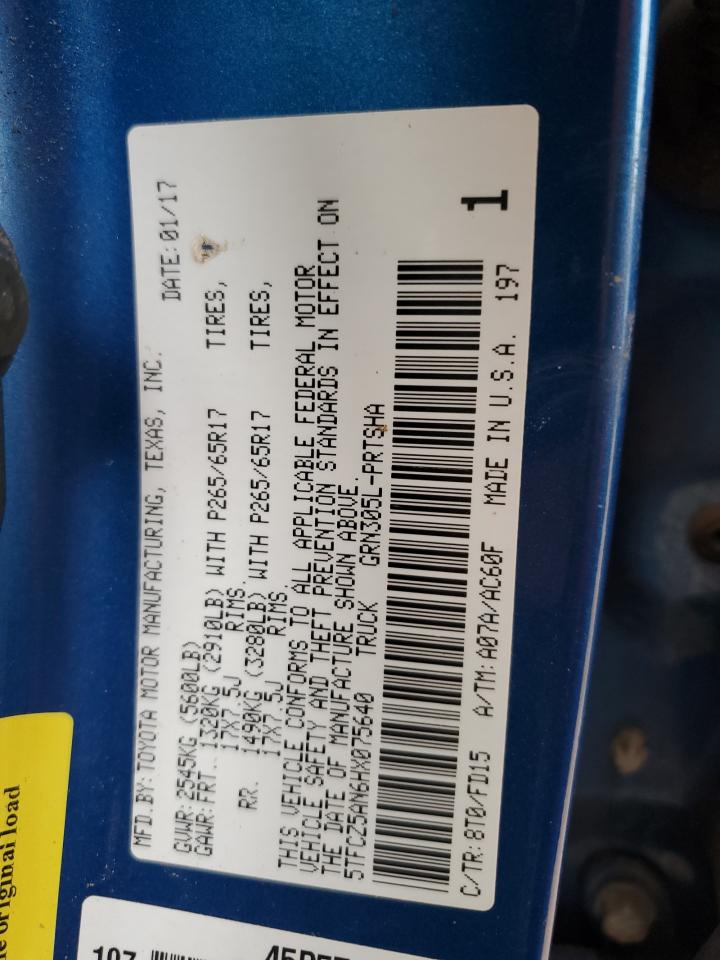 MFD.BY:TOYOTA MOTOR MANUFACTURING, TEXAS, INC.
DATE:01/17
GVWR:2545KG (5600LB)
GAWR:FRT. 1320KG (2910LB) WITH P265/65R17 TIRES,
17X7.5J RIMS,
RR. 1490KG (3280LB) WITH P265/65R17 TIRES,
17X7.5J RIMS.
THIS VEHICLE CONFORMS TO ALL APPLICABLE FEDERAL MOTOR
VEHICLE SAFETY AND THEFT PREVENTION STANDARDS IN EFFECT ON
THE DATE OF MANUFACTURE SHOWN ABOVE.
5TFCZ5AN6HX075640 TRUCK GRN305L-PRTSHA
C/TR:8T0/FD15 A/TM:A07A/AC60F MADE IN U.S.A. 197
1
original load
197